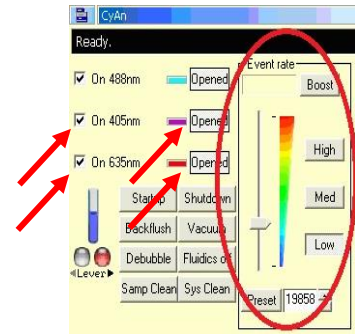 CyAn
Ready.
On 488nm Opened
Event rate
Boost
On 405nm Opened
High
On 635nm Opened
Startup Shutdown
Med
Backflush Vacuum
Low
Debubble Fluidics off
<Lever>
Samp Clean Sys Clean
Preset 19858